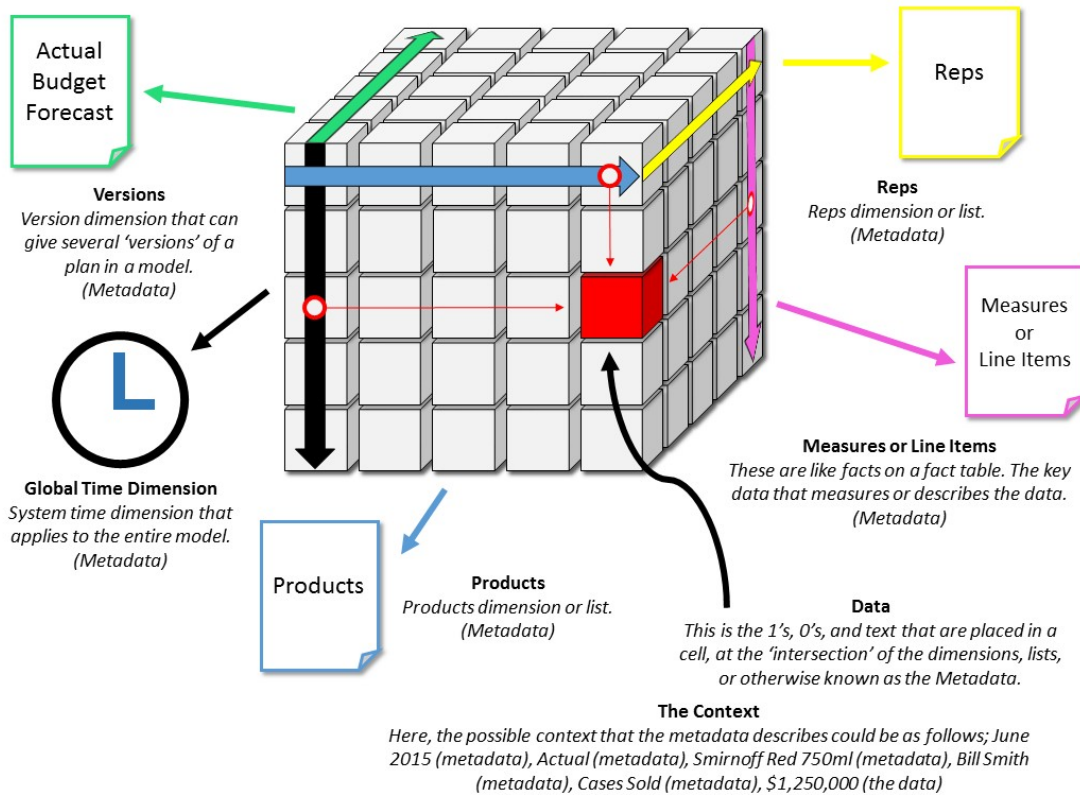 Actual
Budget
Forecast
Reps
Versions
Version dimension that can
give several ‘versions’ of a
plan in a model.
(Metadata)
Reps
Reps dimension or list.
(Metadata)
Measures
or
Line Items
Global Time Dimension
System time dimension that
applies to the entire model.
(Metadata)
Measures or Line Items
These are like facts on a fact table. The key
data that measures or describes the data.
(Metadata)
Products
Products
Products dimension or list.
(Metadata)
Data
This is the 1’s, 0’s, and text that are placed in a
cell, at the ‘intersection’ of the dimensions, lists,
or otherwise known as the Metadata.
The Context
Here, the possible context that the metadata describes could be as follows; June
2015 (metadata), Actual (metadata), Smirnoff Red 750ml (metadata), Bill Smith
(metadata), Cases Sold (metadata), $1,250,000 (the data)